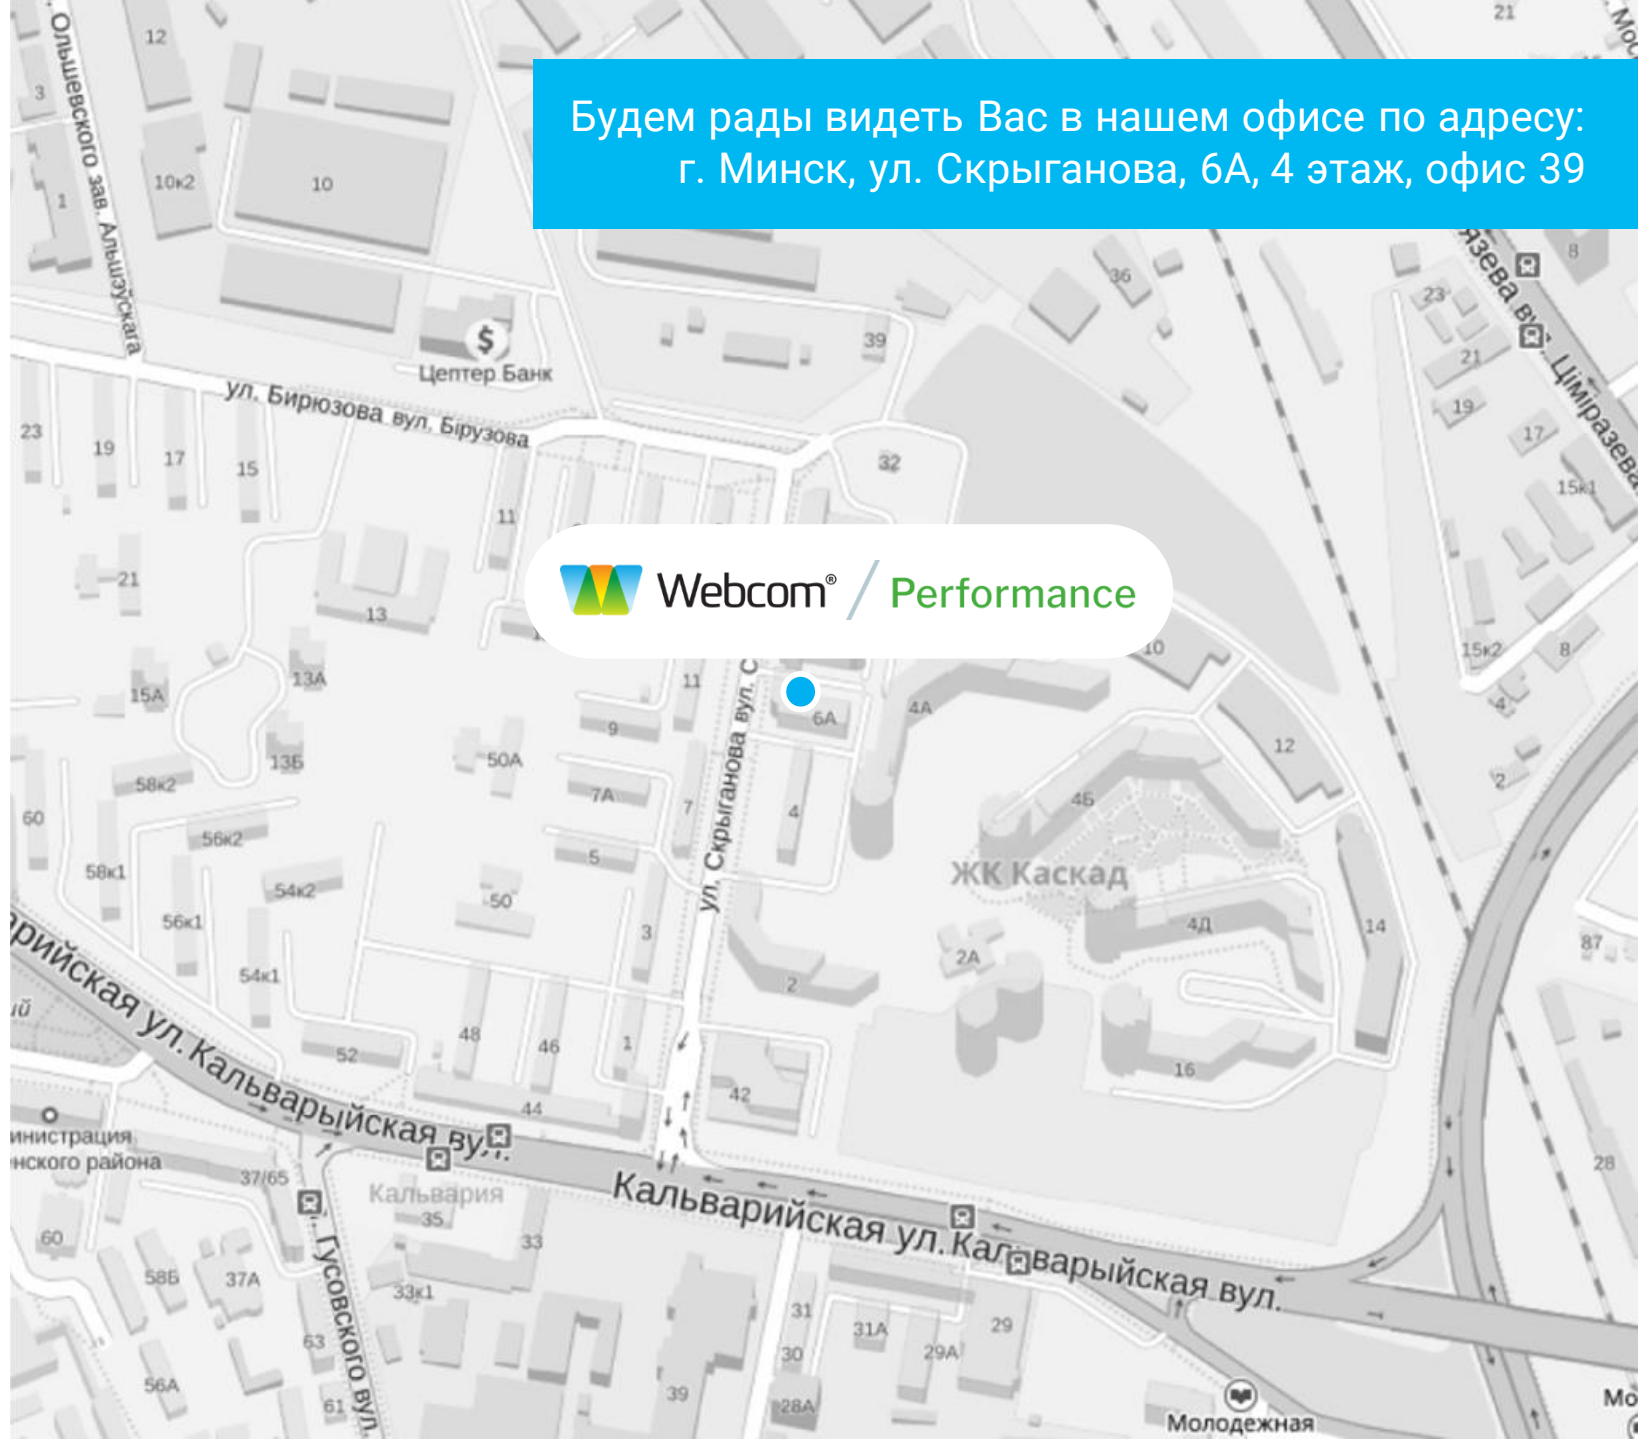 21
12
3
ул. Ольшевского зав. Альшэўскага
Будем рады видеть Вас в нашем офисе по адресу:
г. Минск, ул. Скрыганова, 6А, 4 этаж, офис 39
10к2
10
1
36
8
23
39
21
19
17
15к1
Цептер Банк
ул. Бирюзова вул. Бірузова
23
19
17
15
11
32
21
13
Webcom® / Performance
10
15к2
8
4
2
15А
13А
11
6А
4А
12
9
50А
13Б
58к2
7А
7
4
4Б
60
56к2
5
58к1
54к2
50
ул. Скрыганова вул.
ЖК Каскад
56к1
3
4Д
14
87
54к1
2
2А
48
46
1
52
16
44
42
ул. Кальварыйская вул.
28
37/65
Кальвария
35
33
Кальварийская ул. Кальварыйская вул.
60
58Б
37А
33к1
Гусовского вул.
63
31
31А
29А
29
30
56А
61
39
28А
Молодежная